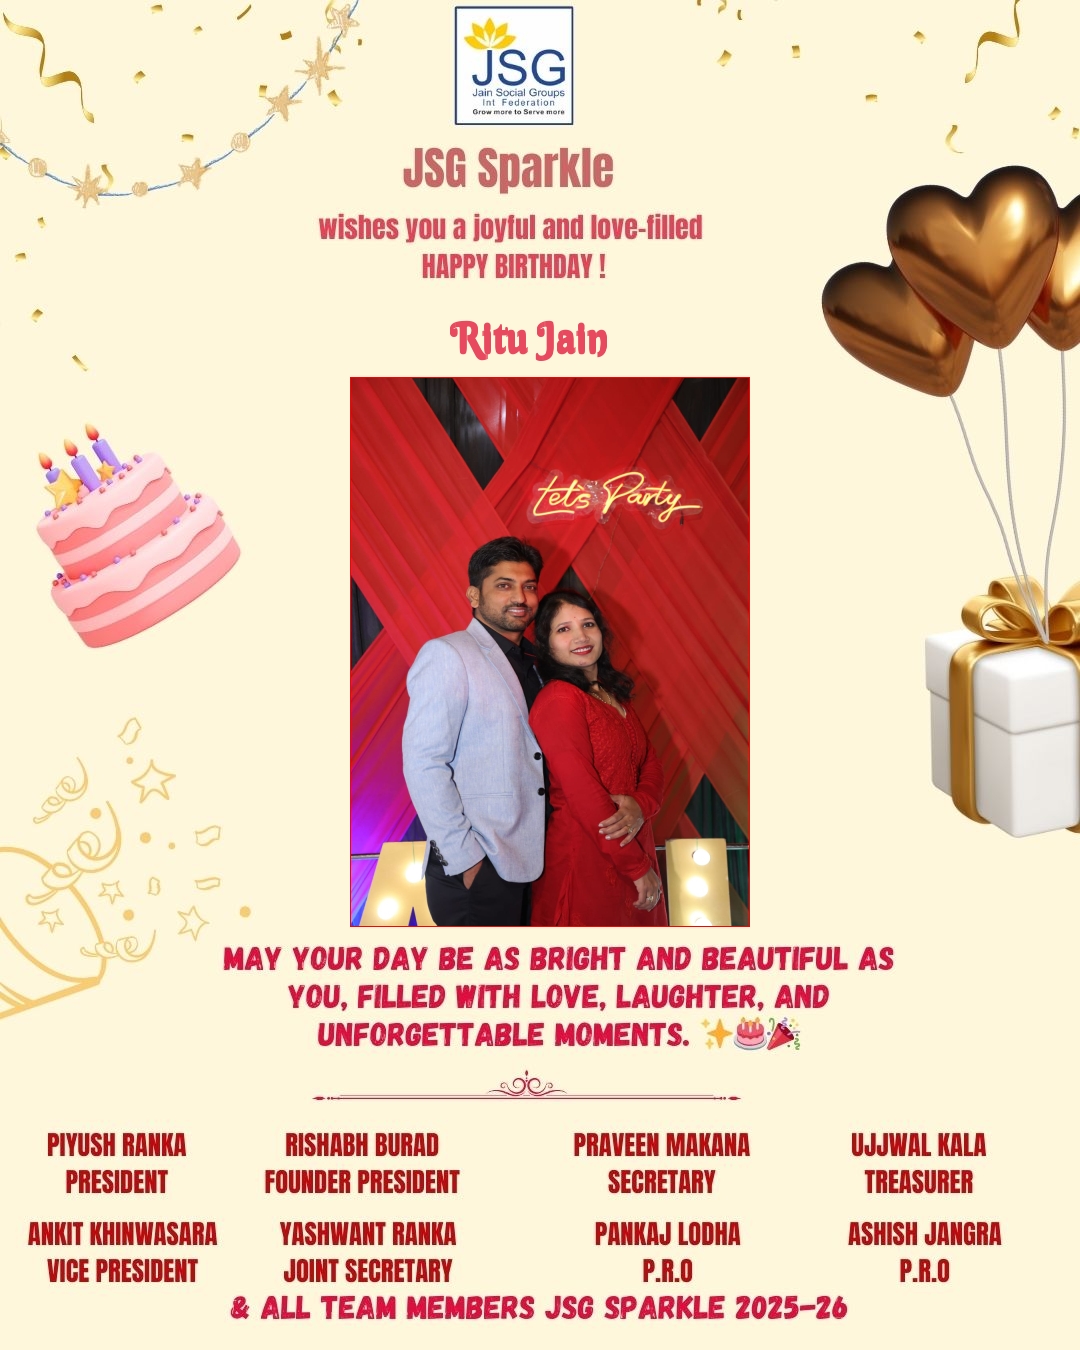 JSG
Jain Social Groups
Int Federation
Grow more to Serve more
JSG Sparkle
wishes you a joyful and love-filled
HAPPY BIRTHDAY !
Ritu Jain
Let's Party
MAY YOUR DAY BE AS BRIGHT AND BEAUTIFUL AS
YOU, FILLED WITH LOVE, LAUGHTER, AND
UNFORGETTABLE MOMENTS. ✨🎂🎉
PIYUSH RANKA
PRESIDENT
RISHABH BURAD
FOUNDER PRESIDENT
PRAVEEN MAKANA
SECRETARY
UJJWAL KALA
TREASURER
ANKIT KHINWASARA
VICE PRESIDENT
YASHWANT RANKA
JOINT SECRETARY
PANKAJ LODHA
P.R.O
ASHISH JANGRA
P.R.O
& ALL TEAM MEMBERS JSG SPARKLE 2025-26